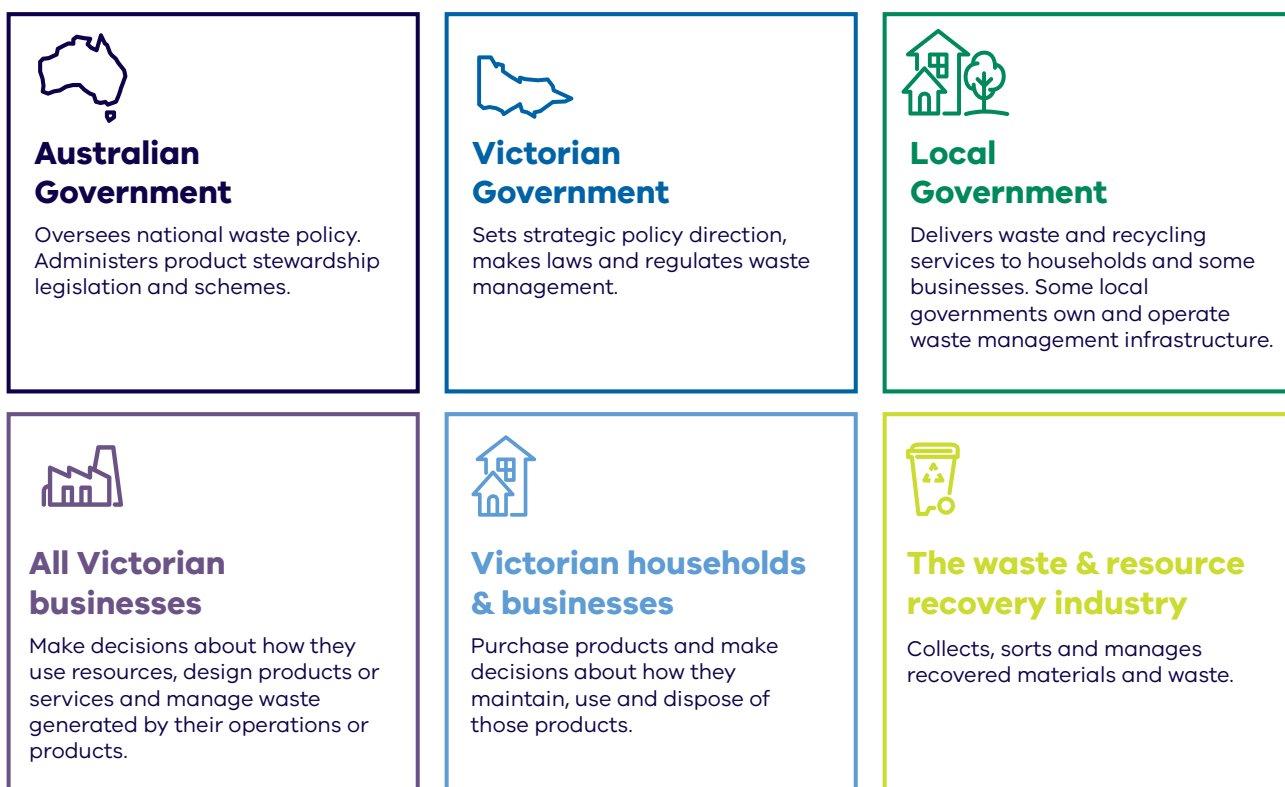 Australian
Government
Oversees national waste policy.
Administers product stewardship
legislation and schemes.
Victorian
Government
Sets strategic policy direction,
makes laws and regulates waste
management.
Local
Government
Delivers waste and recycling
services to households and some
businesses. Some local
governments own and operate
waste management infrastructure.
All Victorian
businesses
Make decisions about how they
use resources, design products or
services and manage waste
generated by their operations or
products.
Victorian households
& businesses
Purchase products and make
decisions about how they
maintain, use and dispose of
those products.
The waste & resource
recovery industry
Collects, sorts and manages
recovered materials and waste.